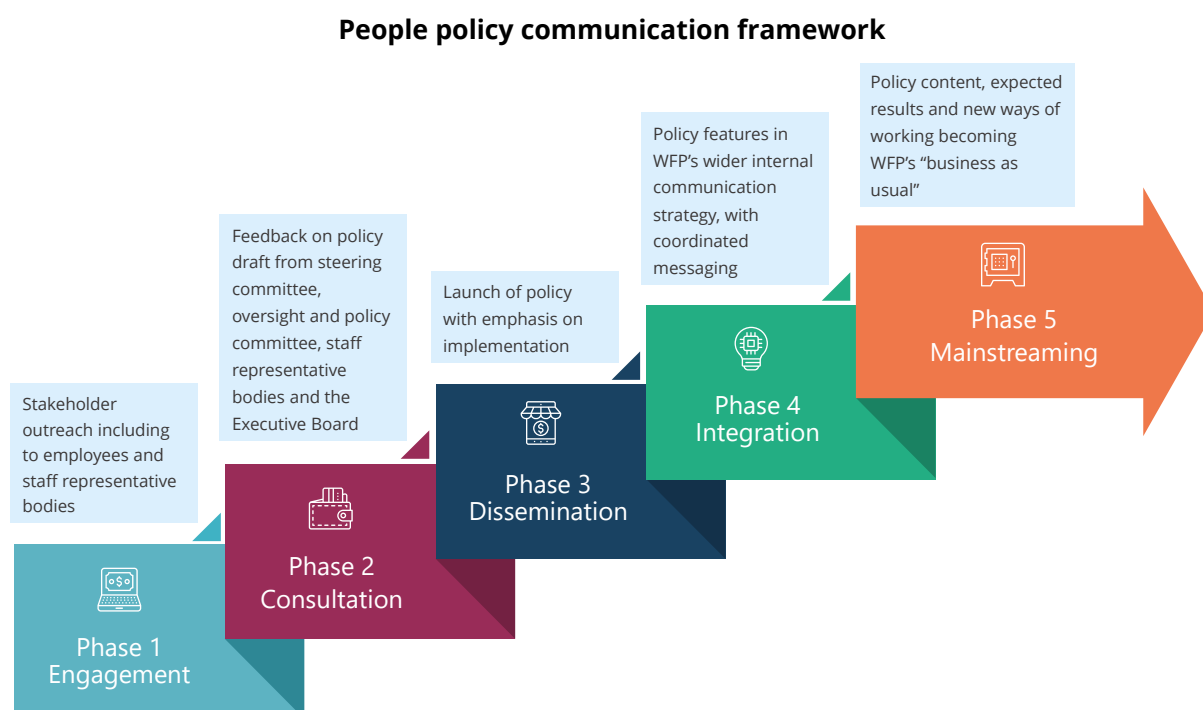 People policy communication framework
Stakeholder
outreach including
to employees and
staff representative
bodies
Phase 1
Engagement
Feedback on policy
draft from steering
committee,
oversight and policy
committee, staff
representative
bodies and the
Executive Board
Phase 2
Consultation
Launch of policy
with emphasis on
implementation
Phase 3
Dissemination
Policy features in
WFP’s wider internal
communication
strategy, with
coordinated
messaging
Phase 4
Integration
Policy content, expected
results and new ways of
working becoming
WFP’s “business as
usual”
Phase 5
Mainstreaming